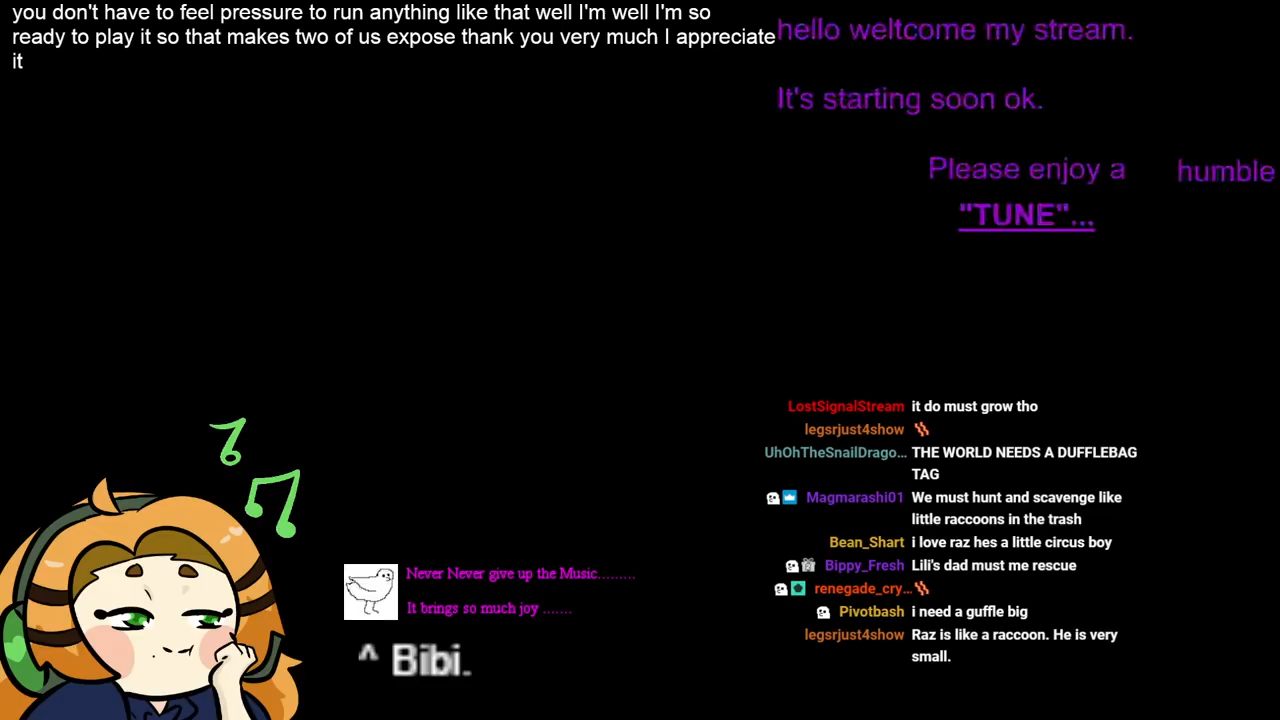 you don't have to feel pressure to run anything like that well I'm well I'm so
ready to play it so that makes two of us expose thank you very much I appreciate
it
hello weltcome my stream.
It's starting soon ok.
Please enjoy a humble
"TUNE"...
LostSignalStream it do must grow tho
legsrjust4show
UhOhTheSnailDrago... THE WORLD NEEDS A DUFFLEBAG
TAG
Magmarashi01 We must hunt and scavenge like
little raccoons in the trash
Bean_Shart i love raz hes a little circus boy
Bippy_Fresh Lili's dad must me rescue
renegade_cry...
Pivotbash i need a guffle big
legsrjust4show Raz is like a raccoon. He is very
small.
Never Never give up the Music.........
It brings so much joy .......
^ Bibi.